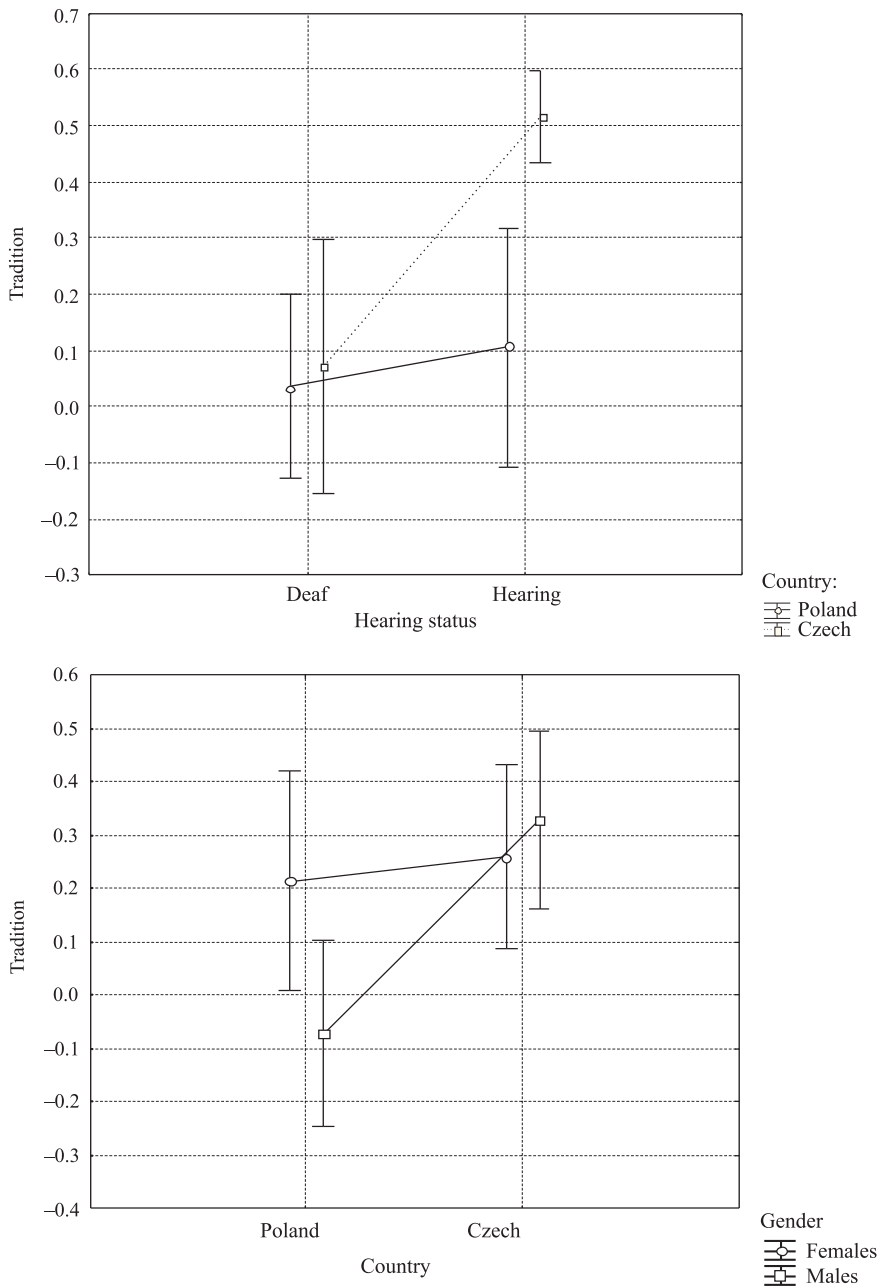 0.7
0.6
0.5
0.4
0.3
0.2
0.1
0.0
–0.1
–0.2
–0.3
Tradition
Deaf
Hearing
Hearing status
Country:
Poland
Czech
0.6
0.5
0.4
0.3
0.2
0.1
0.0
–0.1
–0.2
–0.3
–0.4
Tradition
Poland
Czech
Country
Gender
Females
Males